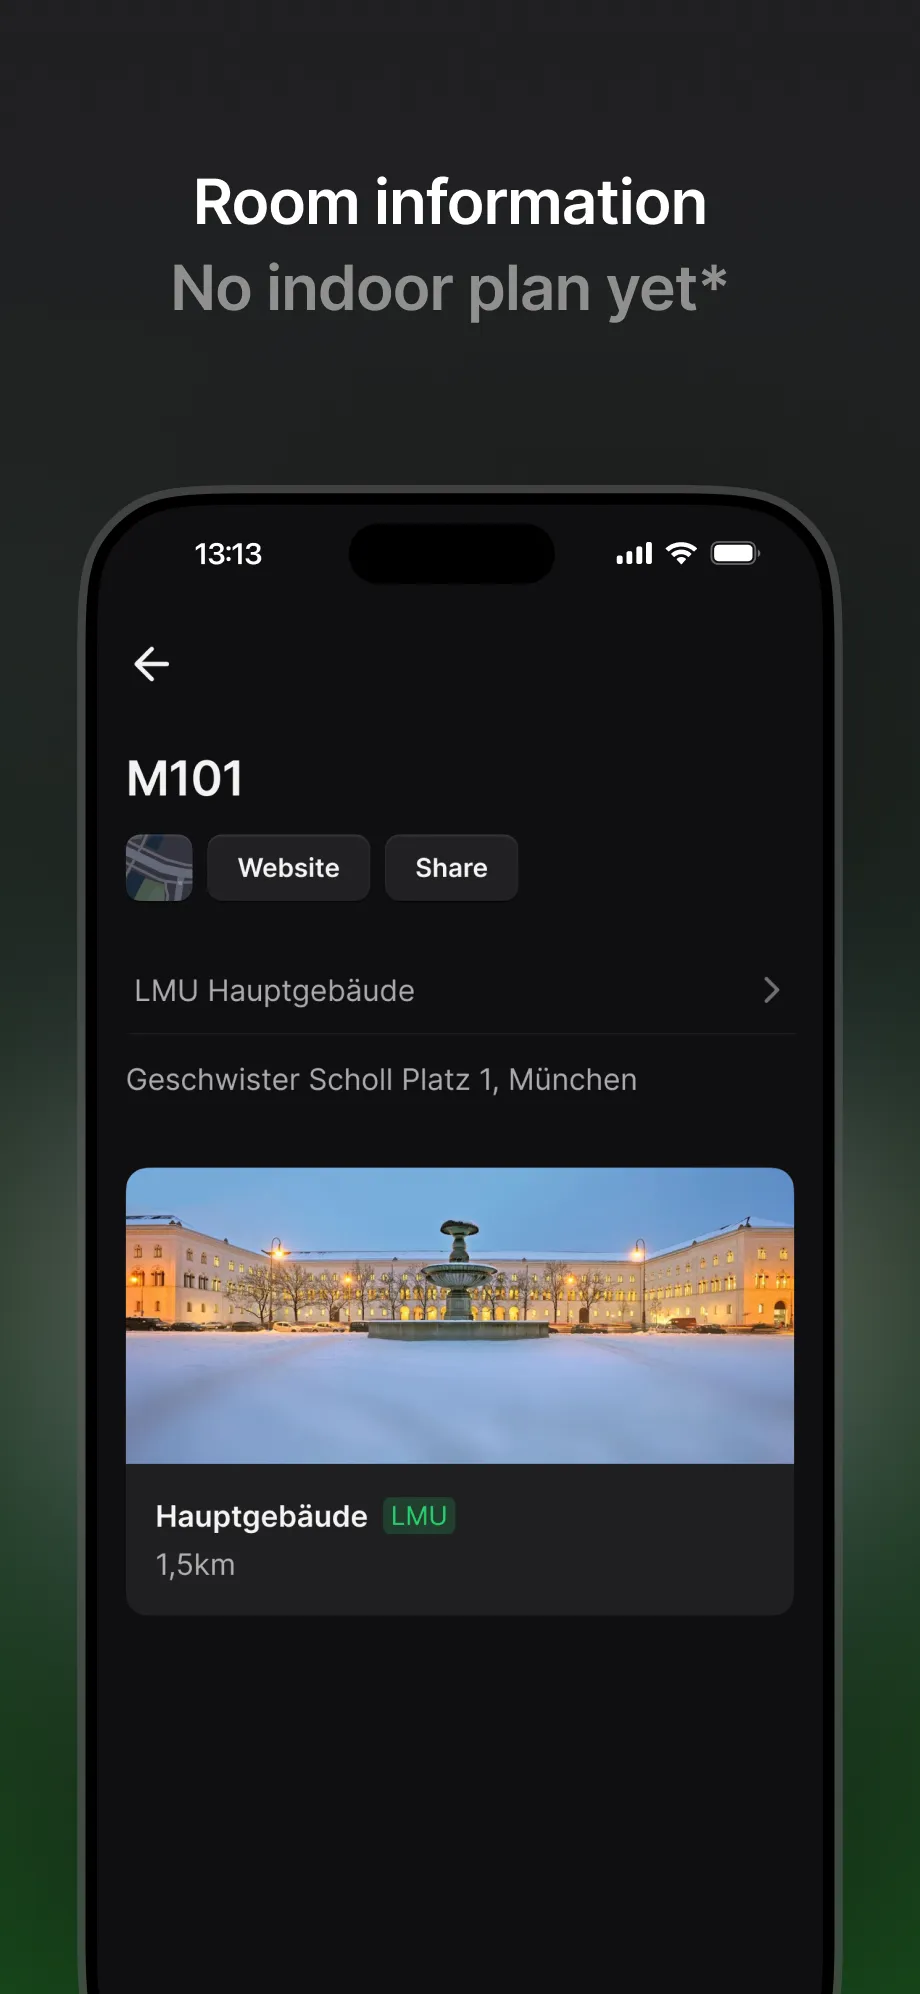 Room information
No indoor plan yet*
13:13
M101
Website
Share
LMU Hauptgebäude
Geschwister Scholl Platz 1, München
Hauptgebäude LMU
1,5km